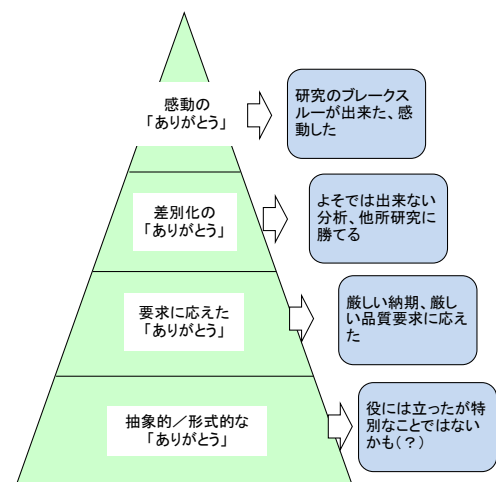 感動の
「ありがとう」
研究のブレークス
ルーが出来た、感
動した
差別化の
「ありがとう」
よそでは出来ない
分析、他所研究に
勝てる
要求に応えた
「ありがとう」
厳しい納期、厳し
い品質要求に応え
た
抽象的／形式的な
「ありがとう」
役には立ったが特
別なことではない
かも（？）